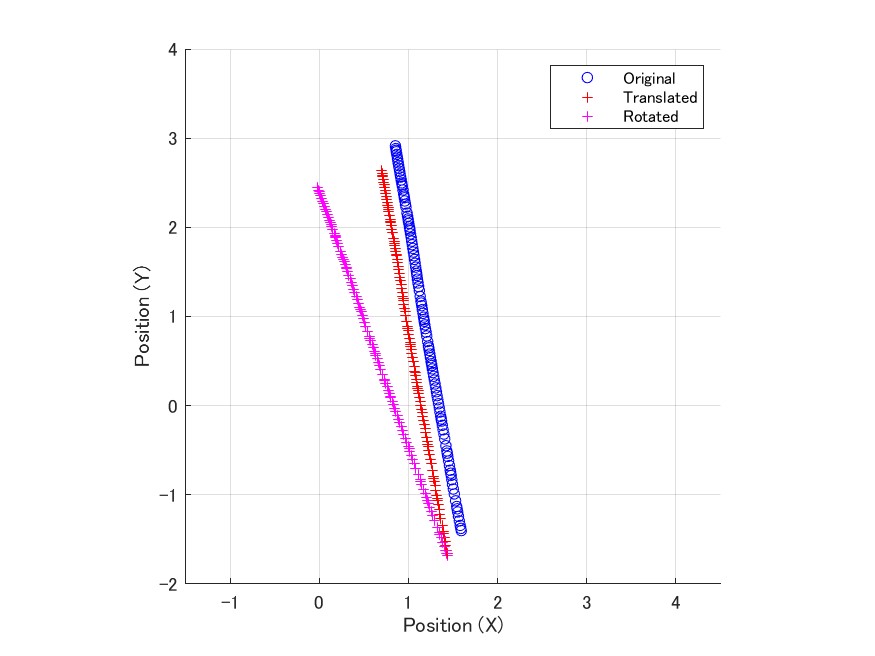 4
3
2
1
0
-1
-2
Position (Y)
-1
0
1
2
3
4
Position (X)
Original
Translated
Rotated